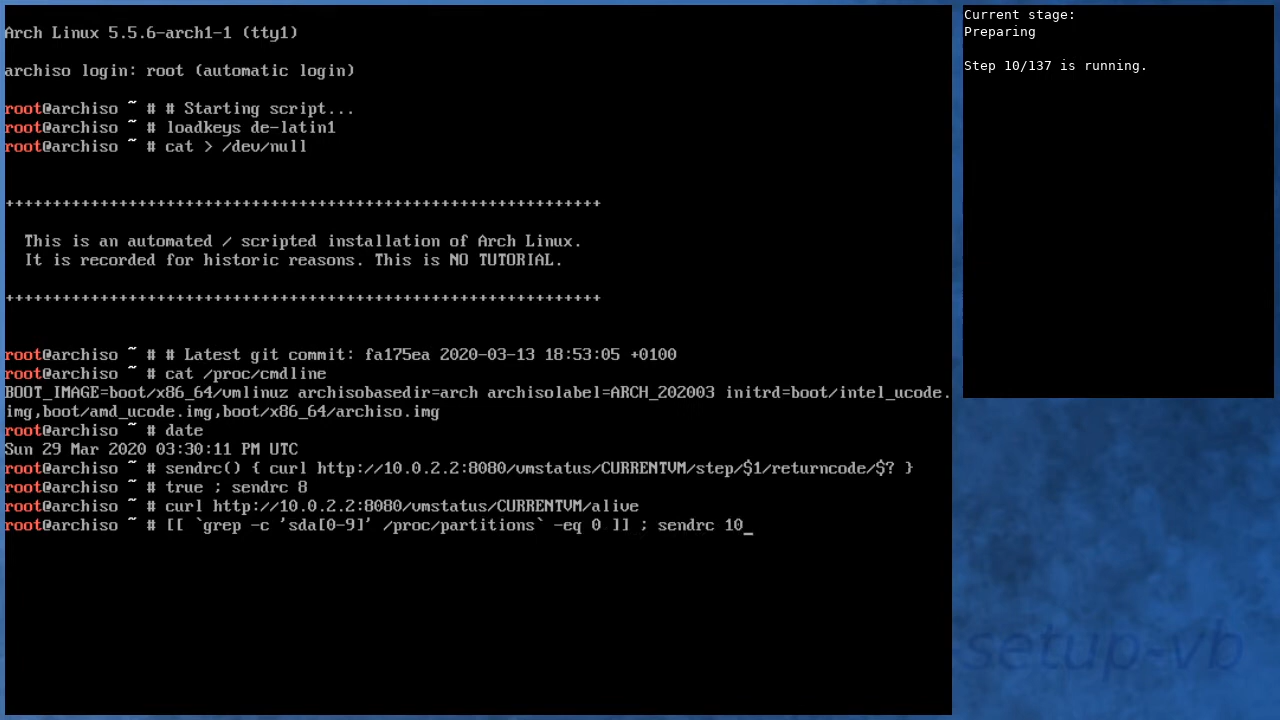 Arch Linux 5.5.6-arch1-1 (tty1)
archiso login: root (automatic login)
root@archiso ~ # # Starting script...
root@archiso ~ # loadkeys de-latin1
root@archiso ~ # cat > /dev/null
++++++++++++++++++++++++++++++++++++++++++++++++++++++++++++++++
This is an automated / scripted installation of Arch Linux.
It is recorded for historic reasons. This is NO TUTORIAL.
++++++++++++++++++++++++++++++++++++++++++++++++++++++++++++++++
root@archiso ~ # # Latest git commit: fa175ea 2020-03-13 18:53:05 +0100
root@archiso ~ # cat /proc/cmdline
BOOT_IMAGE=boot/x86_64/vmlinuz archisobasedir=arch archisolabel=ARCH_202003 initrd=boot/intel_ucode.
img,boot/amd_ucode.img,boot/x86_64/archiso.img
root@archiso ~ # date
Sun 29 Mar 2020 03:30:11 PM UTC
root@archiso ~ # sendrc() { curl http://10.0.2.2:8080/vmstatus/CURRENTVM/step/$1/returncode/$? }
root@archiso ~ # true ; sendrc 8
root@archiso ~ # curl http://10.0.2.2:8080/vmstatus/CURRENTVM/alive
root@archiso ~ # [[ `grep -c 'sda[0-9]' /proc/partitions` -eq 0 ]] ; sendrc 10_
Current stage:
Preparing
Step 10/137 is running.
setup-vb